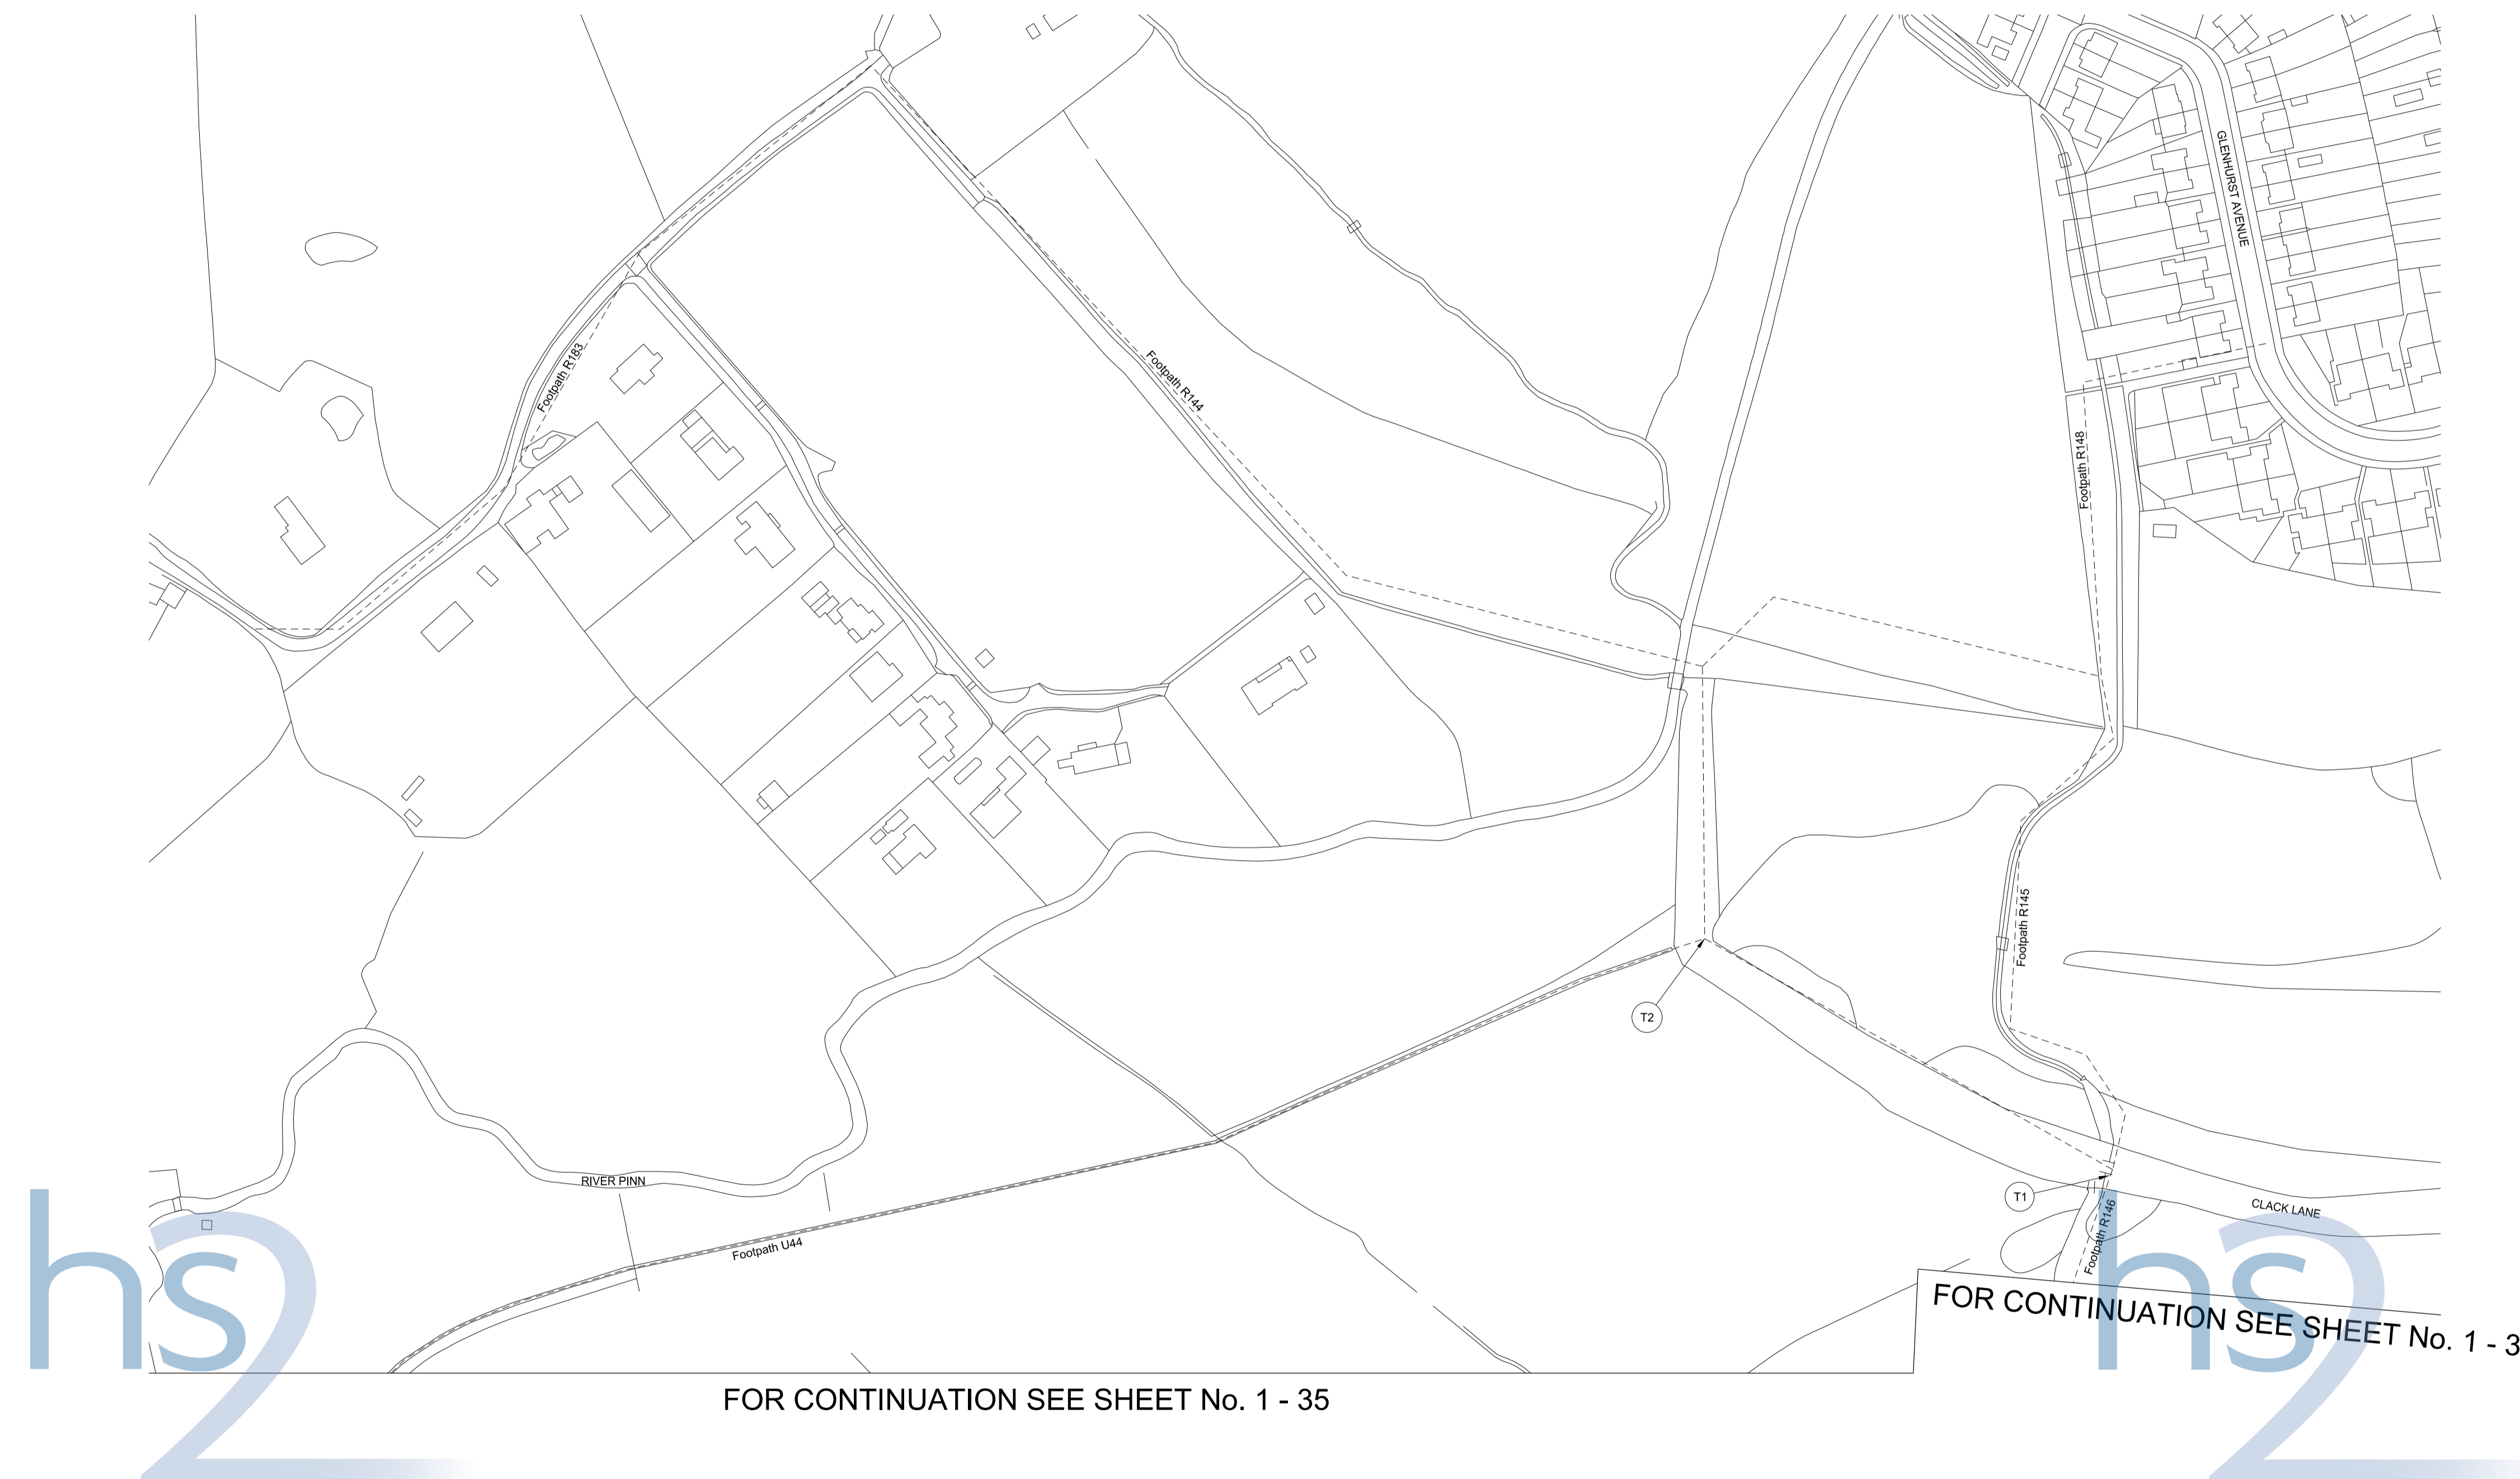 GLENHURST AVENUE
Footpath R183
Footpath R144
Footpath R148
Footpath R145
T2
RIVER PINN
T1
CLACK LANE
Footpath R146
Footpath U44
FOR CONTINUATION SEE SHEET No. 1 - 3
FOR CONTINUATION SEE SHEET No. 1 - 35
hs2
hs2